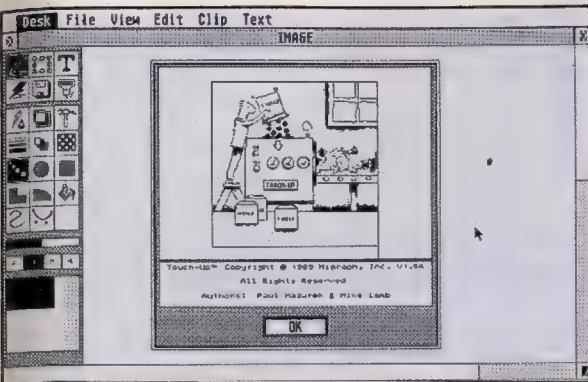 Desk File View Edit Clip Text
IMAGE
T
TOUCH-UP
Touch-Up™ Copyright © 1989 Migraph, Inc. V1.6A
All Rights Reserved
Authors: Paul Mazurek & Mike Lamb
OK